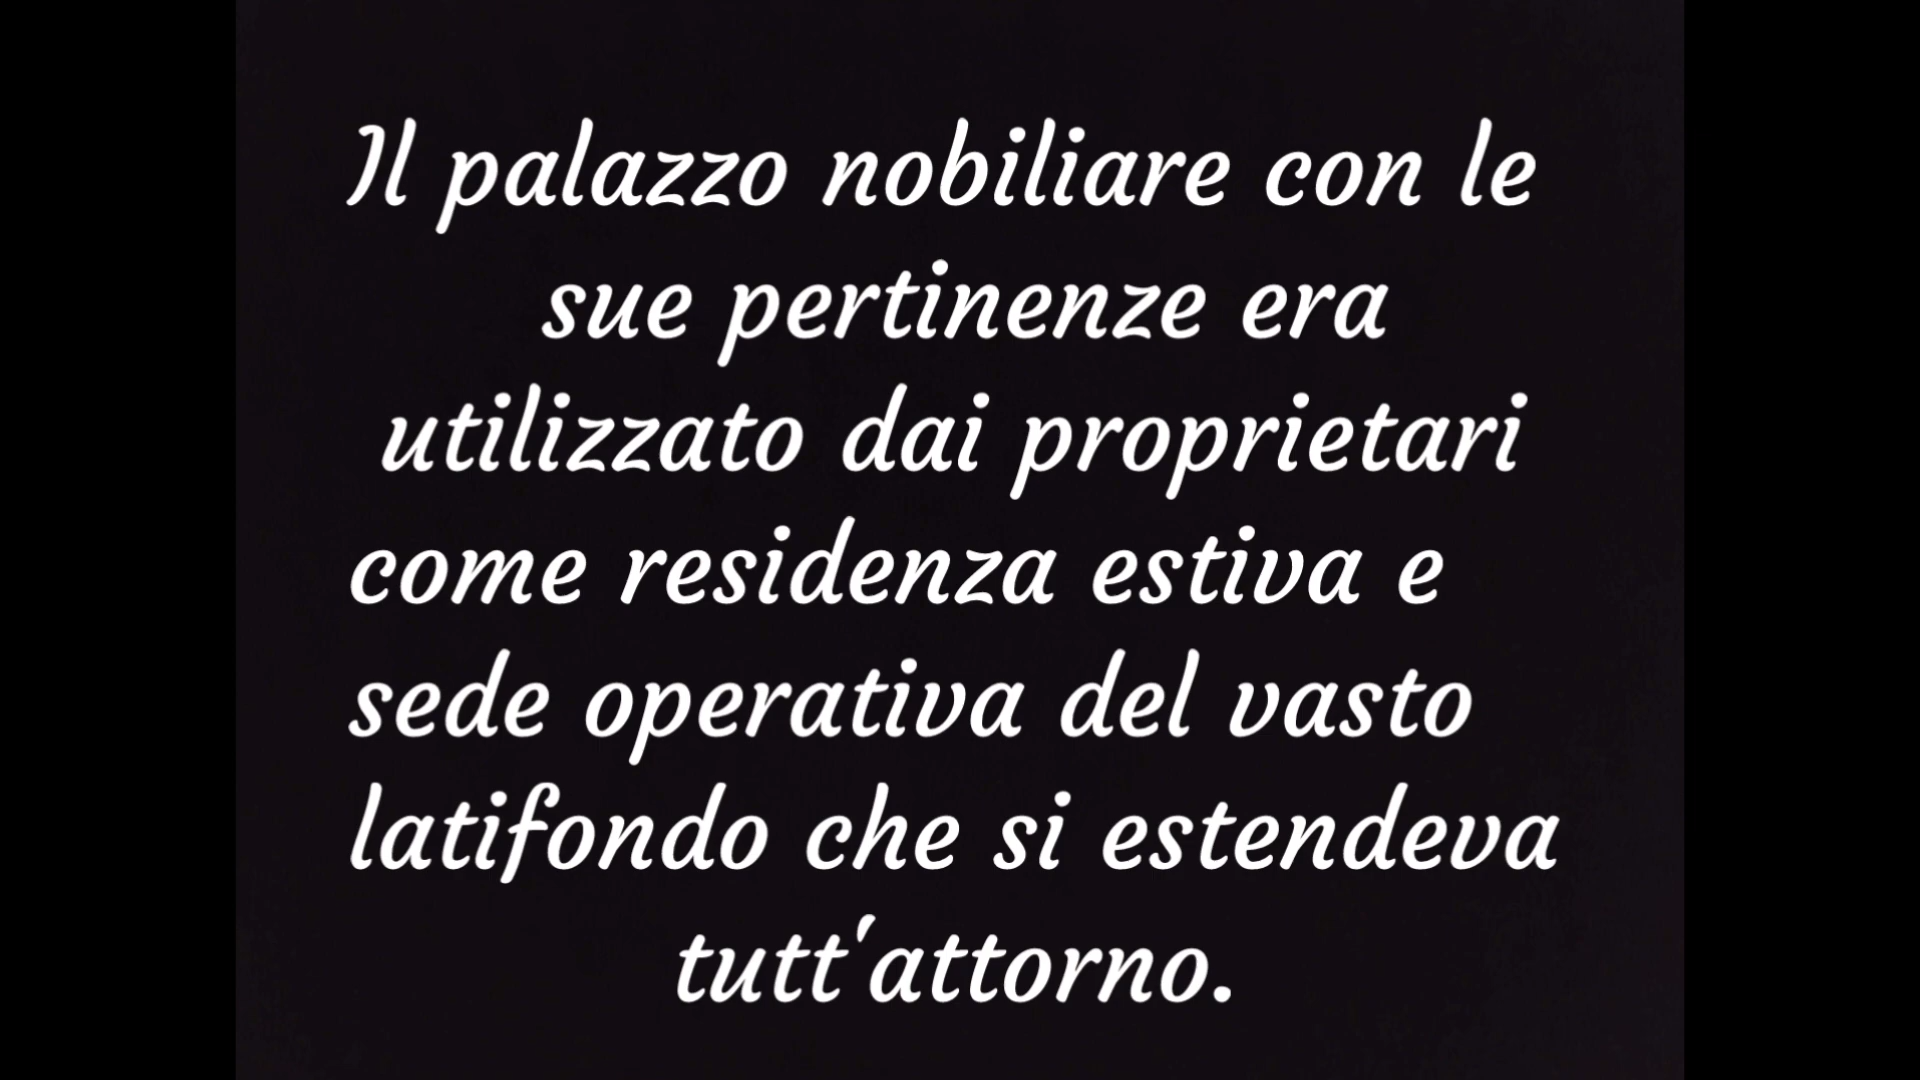 Il palazzo nobiliare con le
sue pertinenze era
utilizzato dai proprietari
come residenza estiva e
sede operativa del vasto
latifondo che si estendeva
tutt'attorno.